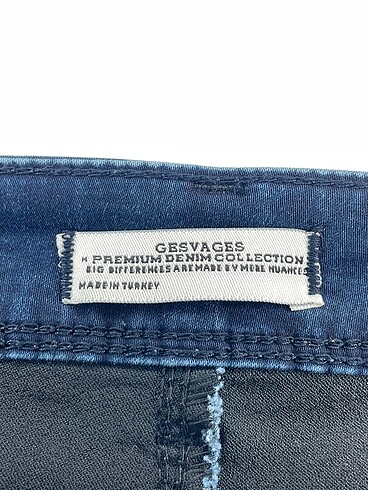 GESVAGES
PREMIUM DENIM COLLECTION
BIG DIFFERENCES ARE MADE BY MERE NUANCES
MADE IN TURKEY